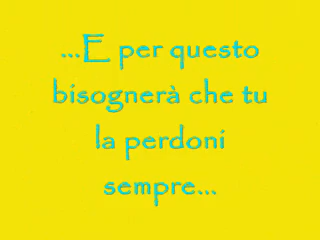 ...E per questo
bisognerà che tu
la perdoni
sempre...